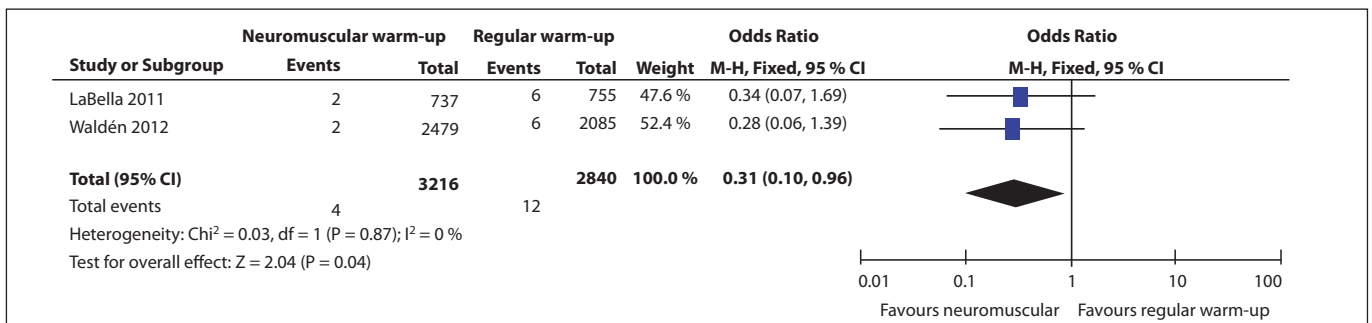 Neuromuscular warm-up Regular warm-up Odds Ratio Odds Ratio
Study or Subgroup Events Total Events Total Weight M-H, Fixed, 95 % CI M-H, Fixed, 95 % CI
LaBella 2011 2 737 6 755 47.6 % 0.34 (0.07, 1.69)
Waldén 2012 2 2479 6 2085 52.4 % 0.28 (0.06, 1.39)
Total (95% CI) 3216 2840 100.0 % 0.31 (0.10, 0.96)
Total events 4 12
Heterogeneity: Chi² = 0.03, df = 1 (P = 0.87); I² = 0 %
Test for overall effect: Z = 2.04 (P = 0.04)
0.01 0.1 1 10 100
Favours neuromuscular Favours regular warm-up